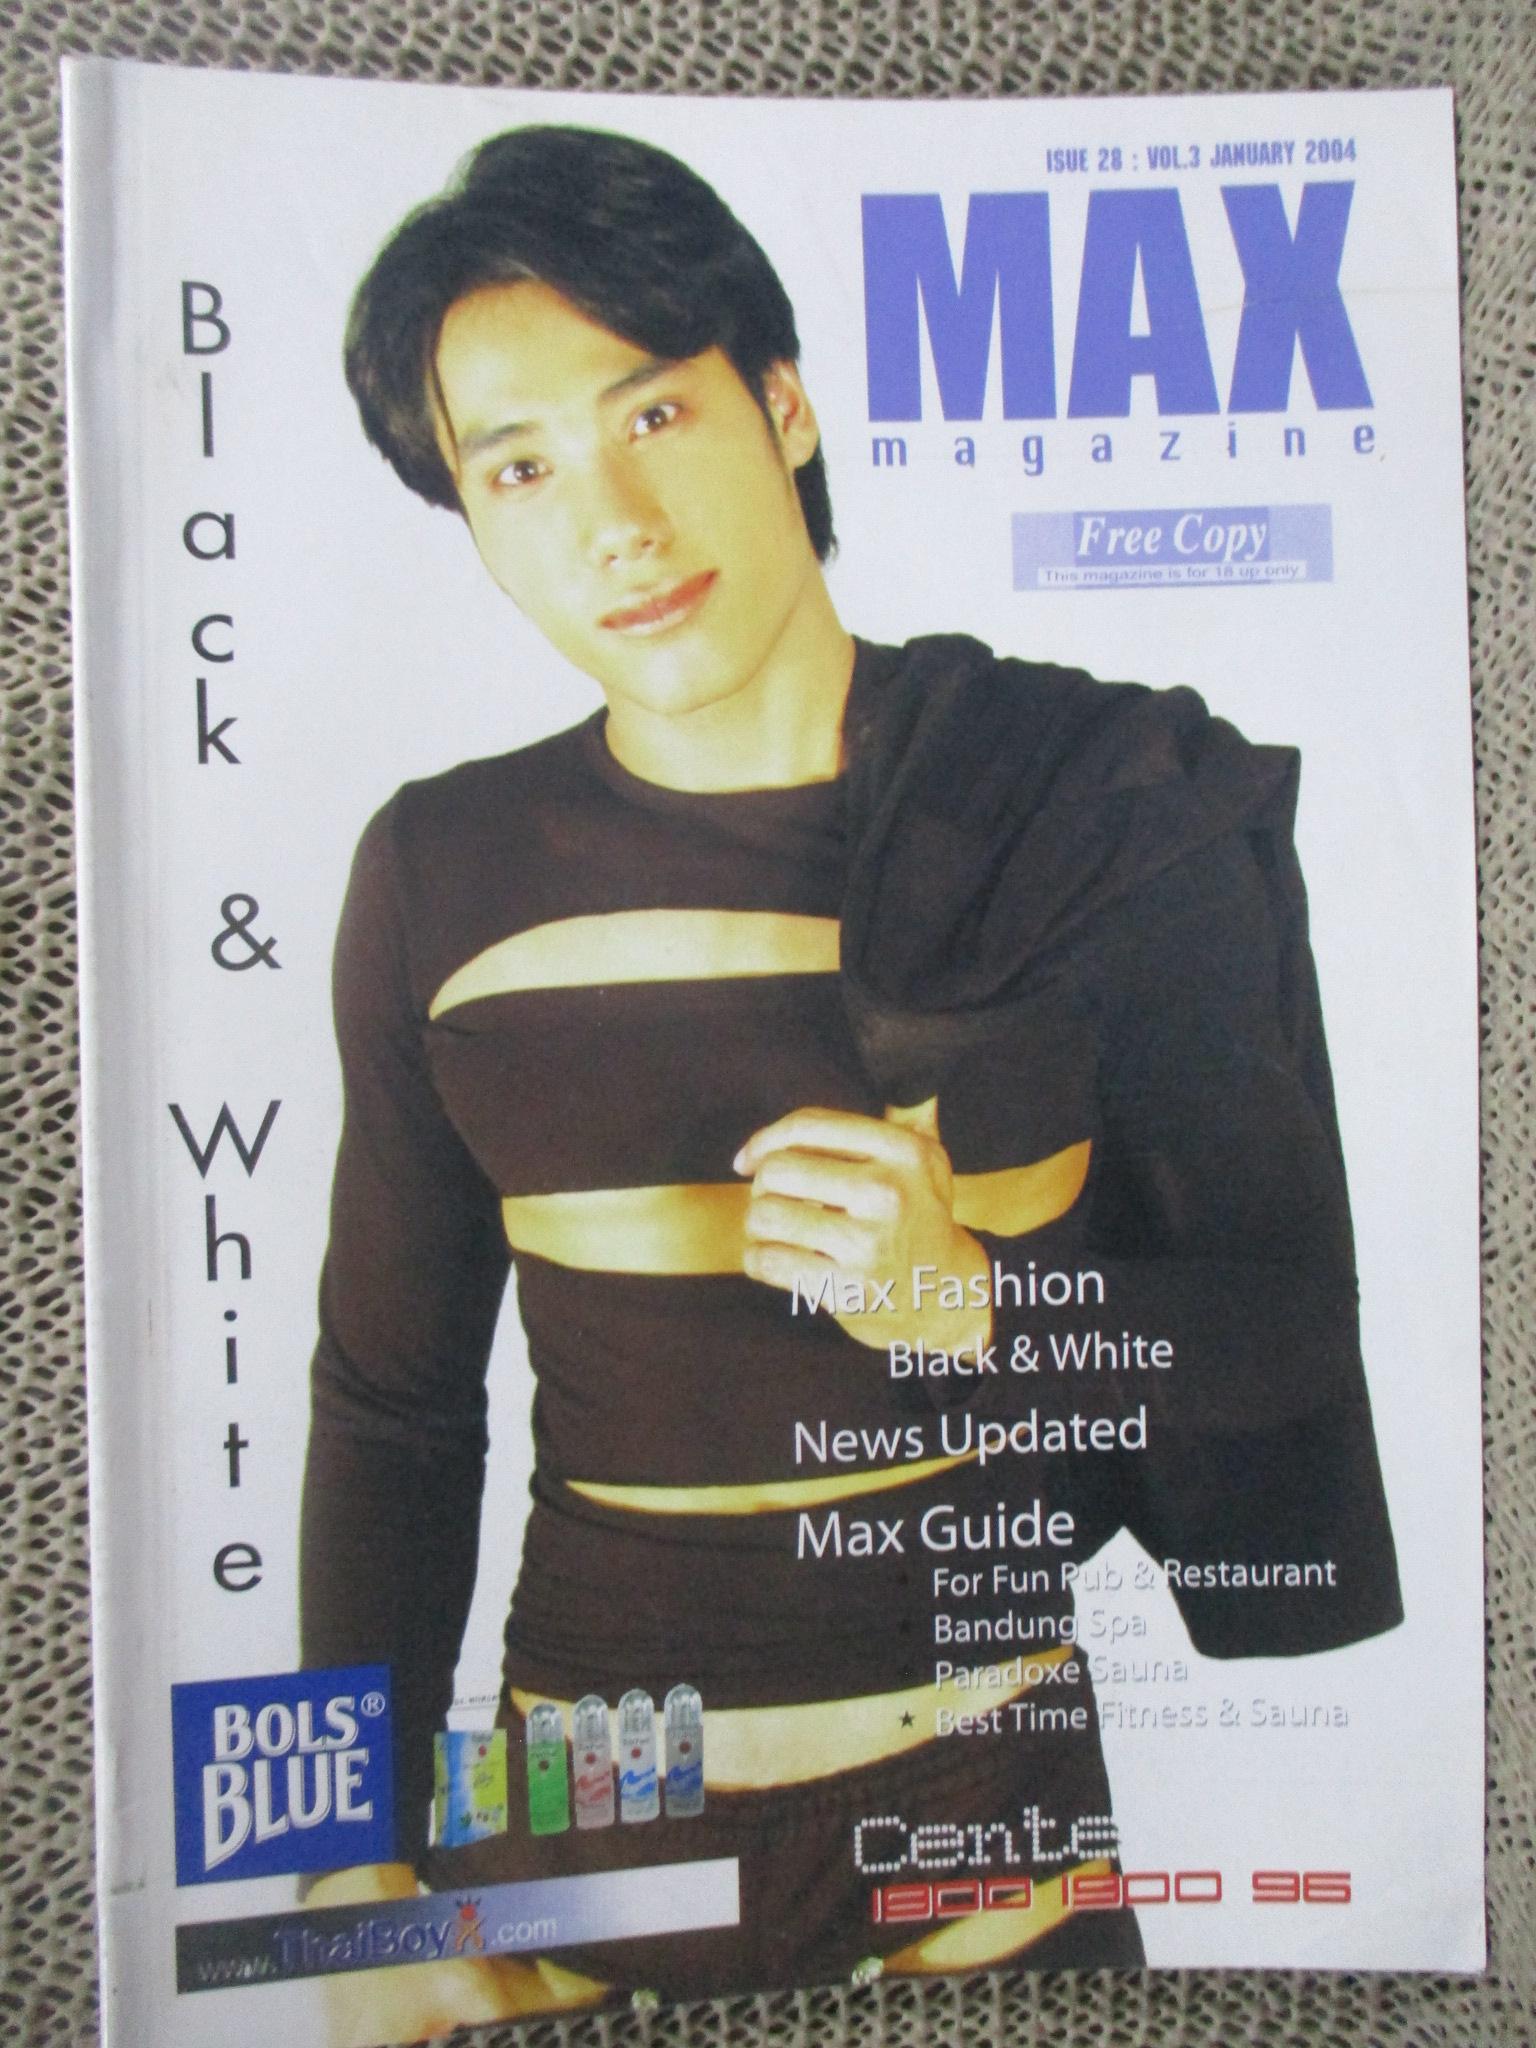 ISUE 28 : VOL.3 JANUARY 2004
MAX
magazine
Free Copy
This magazine is for 18 up only
Black & White
Max Fashion
Black & White
News Updated
Max Guide
For Fun Pub & Restaurant
Bandung Spa
Paradoxe Sauna
★ Best Time Fitness & Sauna
BOLS®
BLUE
Cente
1900 1900 96
www.ThaiBoyX.com